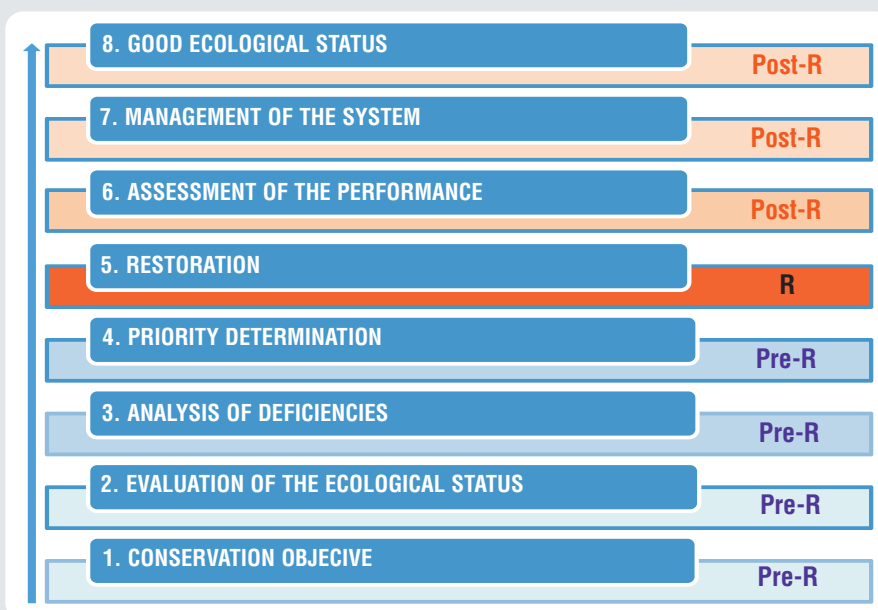 8. GOOD ECOLOGICAL STATUS
Post-R
7. MANAGEMENT OF THE SYSTEM
Post-R
6. ASSESSMENT OF THE PERFORMANCE
Post-R
5. RESTORATION
R
4. PRIORITY DETERMINATION
Pre-R
3. ANALYSIS OF DEFICIENCIES
Pre-R
2. EVALUATION OF THE ECOLOGICAL STATUS
Pre-R
1. CONSERVATION OBJECIVE
Pre-R